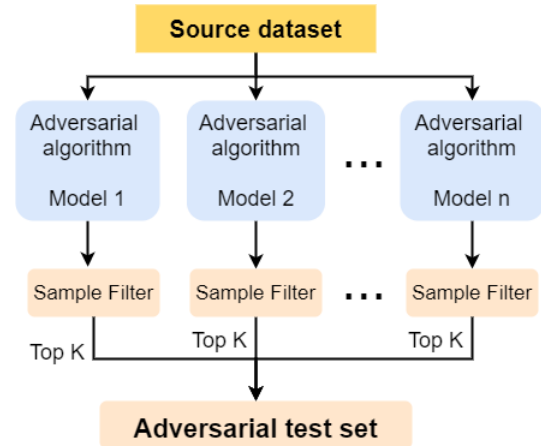 Source dataset
Adversarial
algorithm
Model 1
Adversarial
algorithm
Model 2
...
Adversarial
algorithm
Model n
Sample Filter
Sample Filter
...
Sample Filter
Top K
Top K
Top K
Adversarial test set